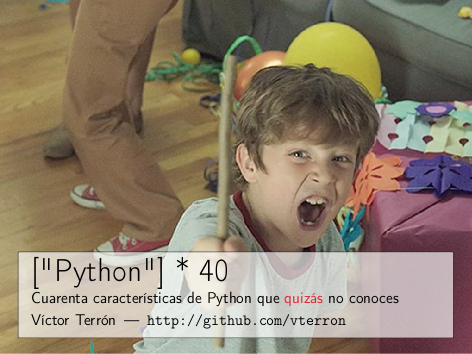 ["Python"] * 40
Cuarenta características de Python que quizás no conoces
Víctor Terrón — http://github.com/vterron